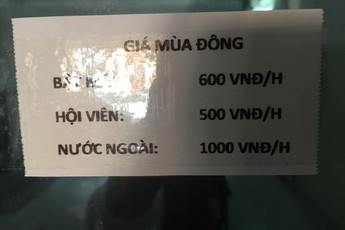 GIÁ MÙA ĐÔNG
600 VNĐ/H
HỘI VIÊN: 500 VNĐ/H
NƯỚC NGOÀI: 1000 VNĐ/H